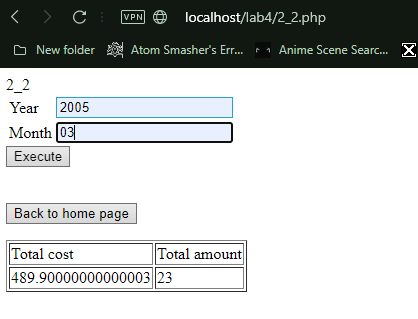 VPN localhost/lab4/2_2.php
New folder Atom Smasher's Err... Anime Scene Searc...
2_2
Year 2005
Month 03
Execute
Back to home page
Total cost Total amount
489.90000000000003 23